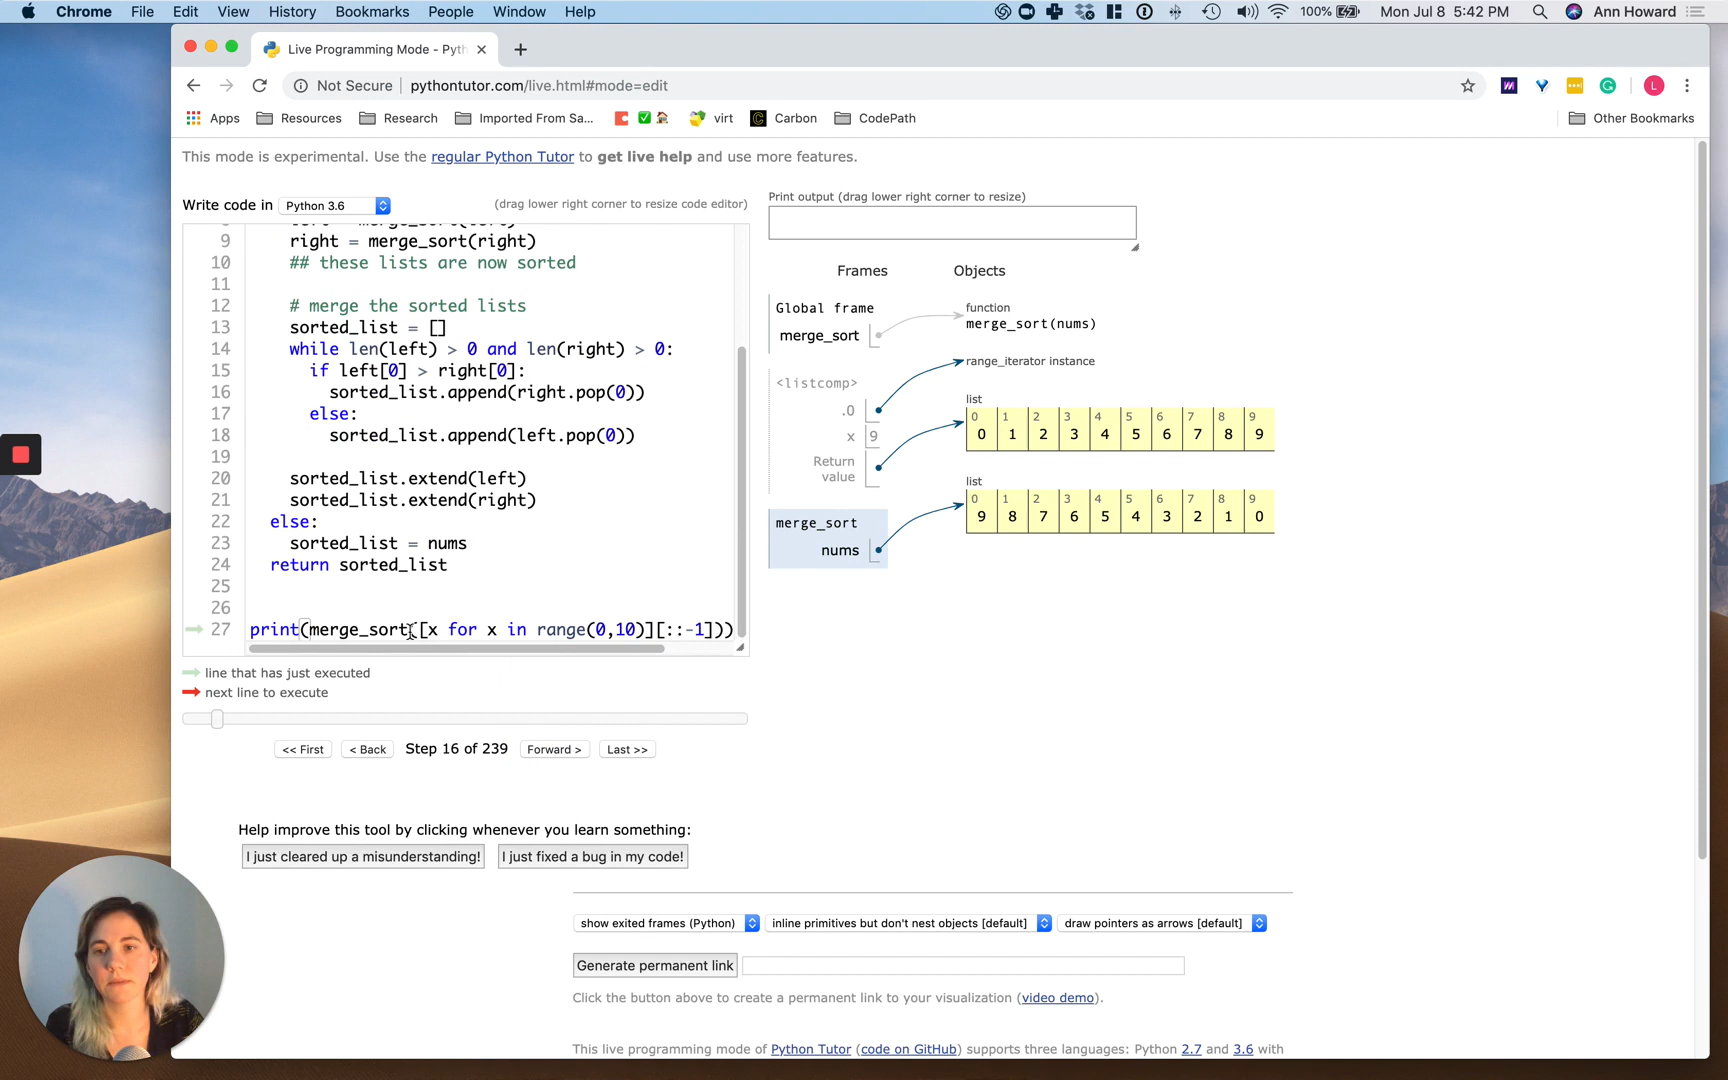 Chrome File Edit View History Bookmarks People Window Help 100% Mon Jul 8 5:42 PM Ann Howard
Live Programming Mode - Pyth
Not Secure pythontutor.com/live.html#mode=edit L
Apps Resources Research Imported From Sa... virt Carbon CodePath Other Bookmarks
This mode is experimental. Use the regular Python Tutor to get live help and use more features.
Write code in Python 3.6 (drag lower right corner to resize code editor)
9 right = merge_sort(right)
10 ## these lists are now sorted
11
12 # merge the sorted lists
13 sorted_list = []
14 while len(left) > 0 and len(right) > 0:
15 if left[0] > right[0]:
16 sorted_list.append(right.pop(0))
17 else:
18 sorted_list.append(left.pop(0))
19
20 sorted_list.extend(left)
21 sorted_list.extend(right)
22 else:
23 sorted_list = nums
24 return sorted_list
25
26
27 print(merge_sort([x for x in range(0,10)][::-1]))
line that has just executed
next line to execute
<< First < Back Step 16 of 239 Forward > Last >>
Print output (drag lower right corner to resize)
Frames Objects
Global frame
merge_sort
function
merge_sort(nums)
<listcomp>
.0
x 9
Return
value
range_iterator instance
list
0 1 2 3 4 5 6 7 8 9
0 1 2 3 4 5 6 7 8 9
merge_sort
nums
list
0 1 2 3 4 5 6 7 8 9
9 8 7 6 5 4 3 2 1 0
Help improve this tool by clicking whenever you learn something:
I just cleared up a misunderstanding! I just fixed a bug in my code!
show exited frames (Python) inline primitives but don't nest objects [default] draw pointers as arrows [default]
Generate permanent link
Click the button above to create a permanent link to your visualization (video demo).
This live programming mode of Python Tutor (code on GitHub) supports three languages: Python 2.7 and 3.6 with